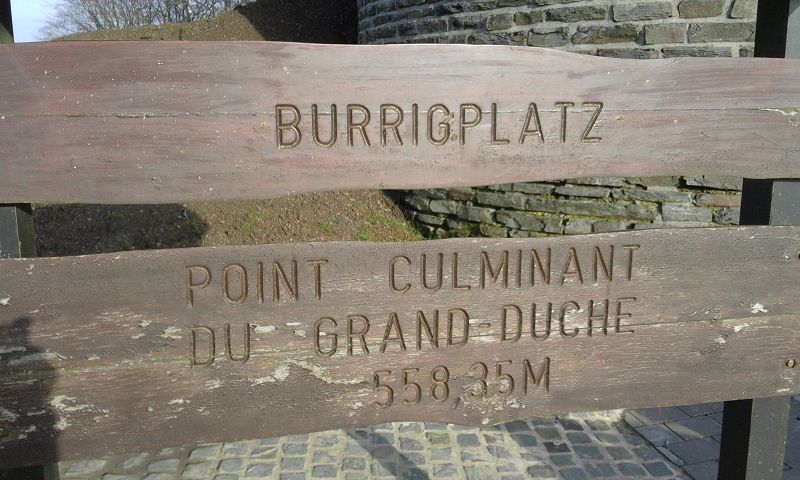 BURRIGPLATZ
POINT CULMINANT
DU GRAND-DUCHE
558,35M